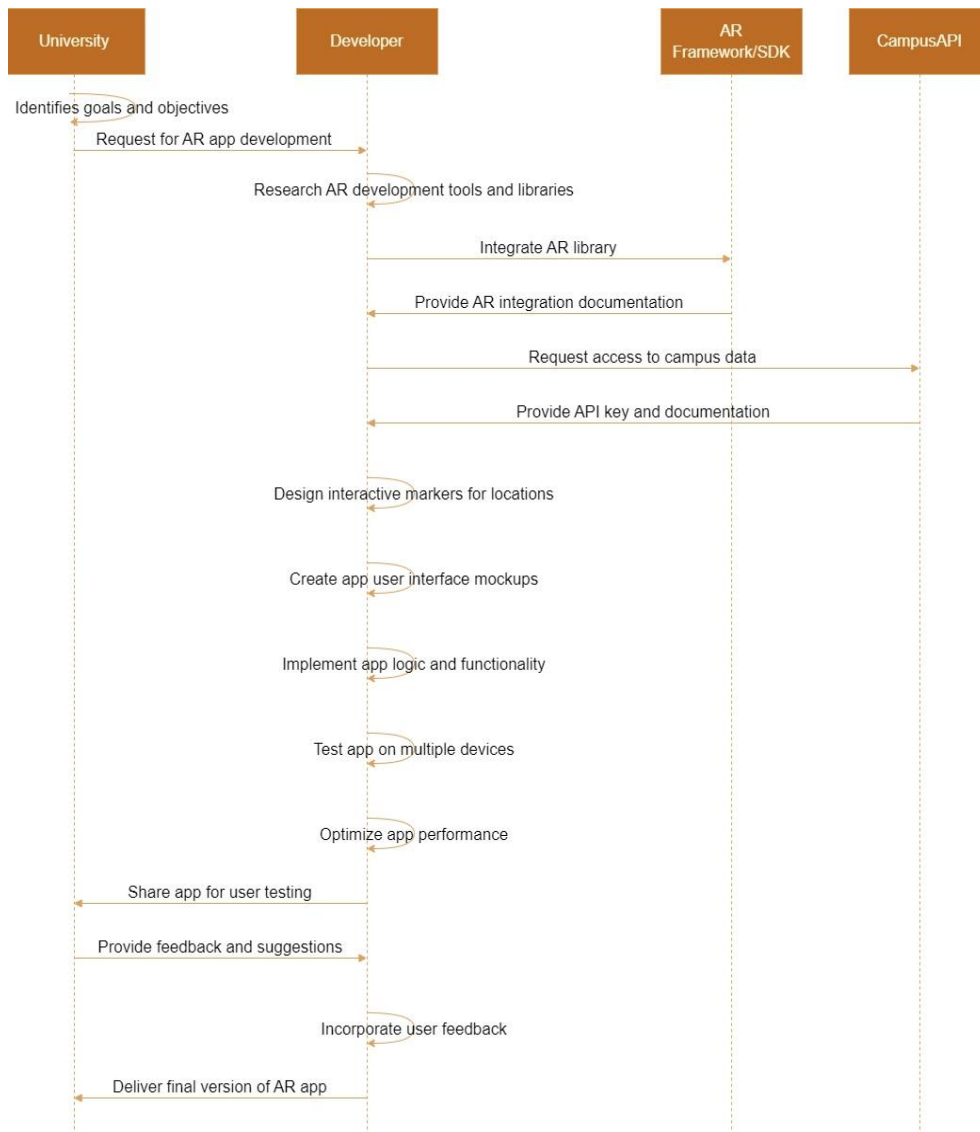 University
Developer
AR
Framework/SDK
CampusAPI
Identifies goals and objectives
Request for AR app development
Research AR development tools and libraries
Integrate AR library
Provide AR integration documentation
Request access to campus data
Provide API key and documentation
Design interactive markers for locations
Create app user interface mockups
Implement app logic and functionality
Test app on multiple devices
Optimize app performance
Share app for user testing
Provide feedback and suggestions
Incorporate user feedback
Deliver final version of AR app